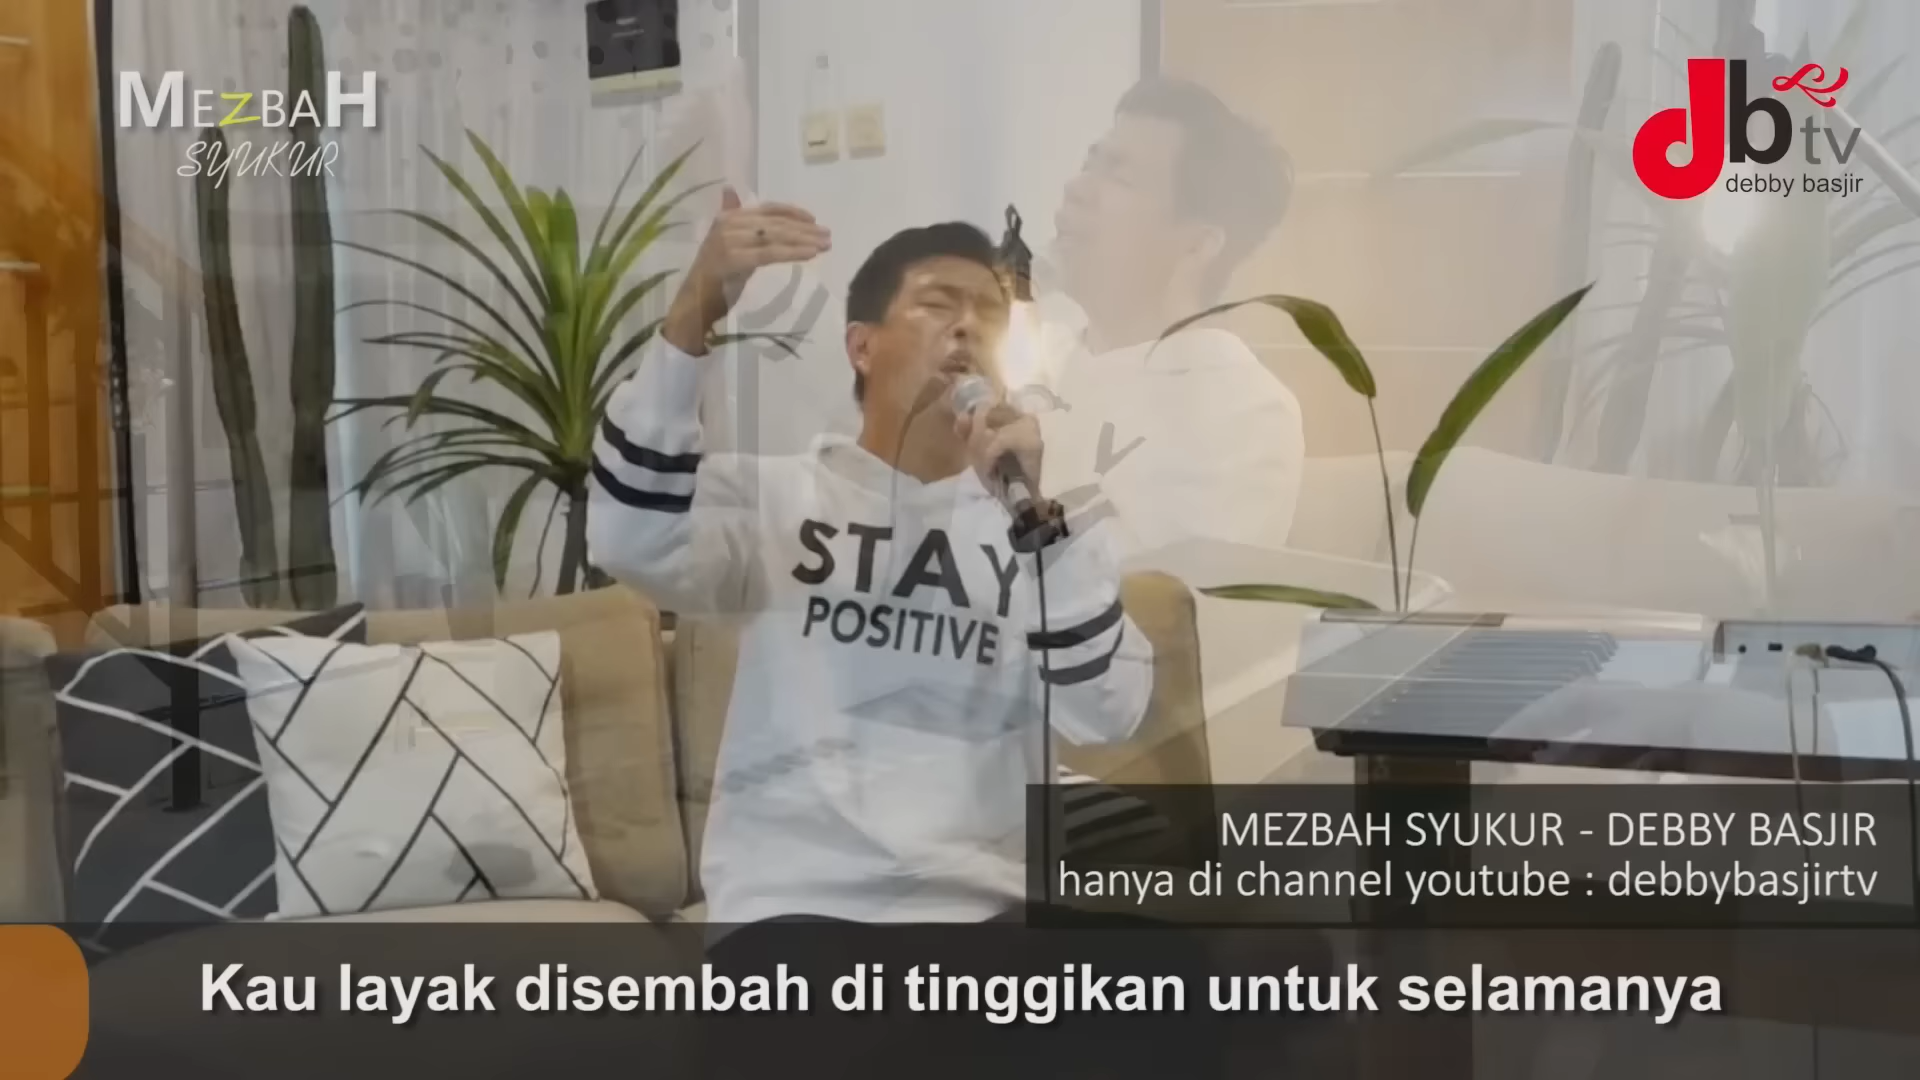 MEZBAH
SYUKUR
db tv
debby basjir
STAY
POSITIVE
MEZBAH SYUKUR - DEBBY BASJIR
hanya di channel youtube : debbybasjirtv
Kau layak disembah di tinggikan untuk selamanya